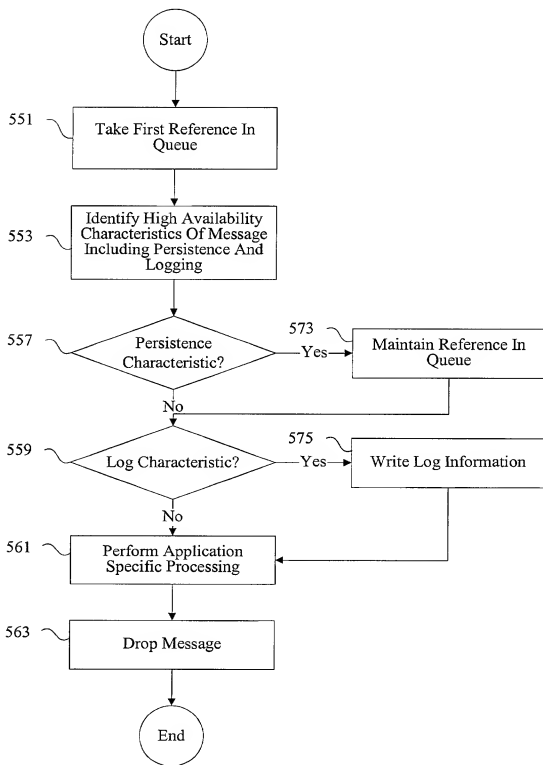 Start
551
Take First Reference In
Queue
553
Identify High Availability
Characteristics Of Message
Including Persistence And
Logging
557
Persistence
Characteristic?
Yes
573
Maintain Reference In
Queue
No
559
Log Characteristic?
Yes
575
Write Log Information
No
561
Perform Application
Specific Processing
563
Drop Message
End